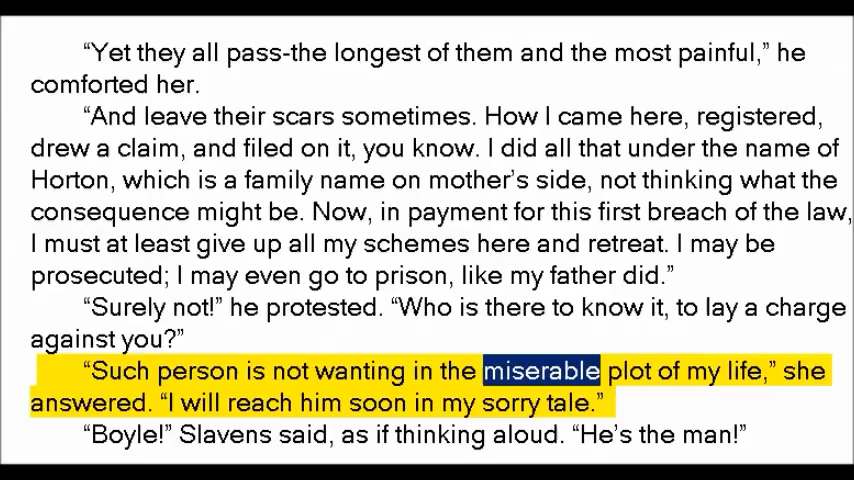 “Yet they all pass-the longest of them and the most painful,” he
comforted her.
“And leave their scars sometimes. How I came here, registered,
drew a claim, and filed on it, you know. I did all that under the name of
Horton, which is a family name on mother’s side, not thinking what the
consequence might be. Now, in payment for this first breach of the law,
I must at least give up all my schemes here and retreat. I may be
prosecuted; I may even go to prison, like my father did.”
“Surely not!” he protested. “Who is there to know it, to lay a charge
against you?”
“Such person is not wanting in the miserable plot of my life,” she
answered. “I will reach him soon in my sorry tale.”
“Boyle!” Slavens said, as if thinking aloud. “He’s the man!”